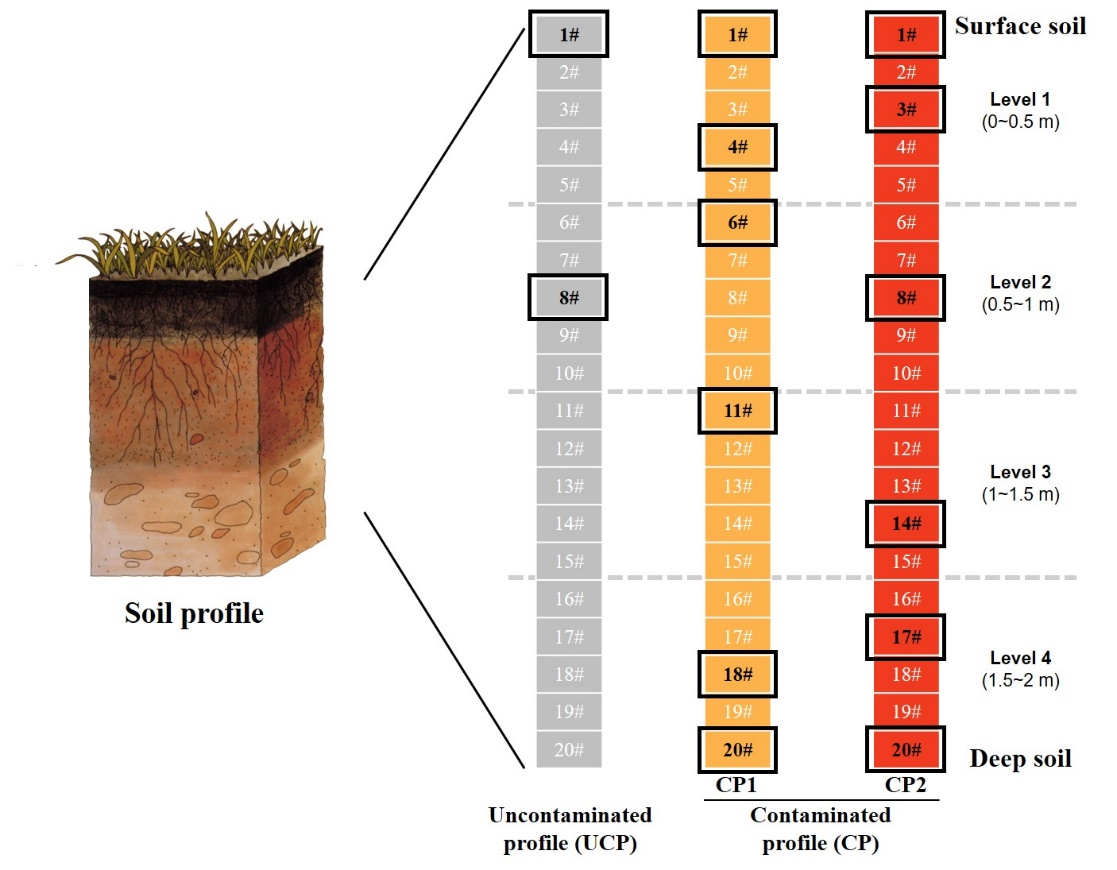 1# 1# 1# Surface soil
2# 2# 2#
3# 3# 3# Level 1
(0~0.5 m)
4# 4# 4#
5# 5# 5#
6# 6# 6#
7# 7# 7#
8# 8# 8# Level 2
(0.5~1 m)
9# 9# 9#
10# 10# 10#
11# 11# 11#
12# 12# 12#
13# 13# 13# Level 3
(1~1.5 m)
14# 14# 14#
15# 15# 15#
16# 16# 16#
Soil profile
17# 17# 17#
Level 4
(1.5~2 m)
18# 18# 18#
19# 19# 19#
20# 20# 20# Deep soil
CP1 CP2
Uncontaminated
profile (UCP)
Contaminated
profile (CP)